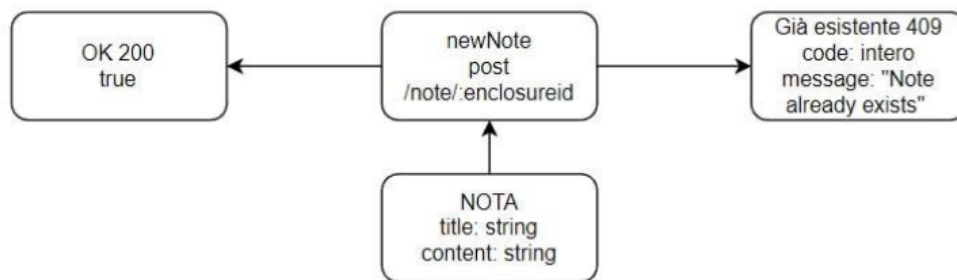 OK 200
true
newNote
post
/note/:enclosureid
Già esistente 409
code: intero
message: "Note
already exists"
NOTA
title: string
content: string